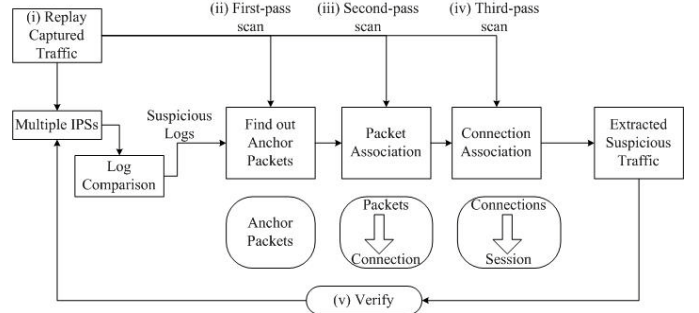 (i) Replay
Captured
Traffic
(ii) First-pass
scan
(iii) Second-pass
scan
(iv) Third-pass
scan
Multiple IPSs
Log
Comparison
Suspicious
Logs
Find out
Anchor
Packets
Packet
Association
Connection
Association
Extracted
Suspicious
Traffic
Anchor
Packets
Packets
Connection
Connections
Session
(v) Verify